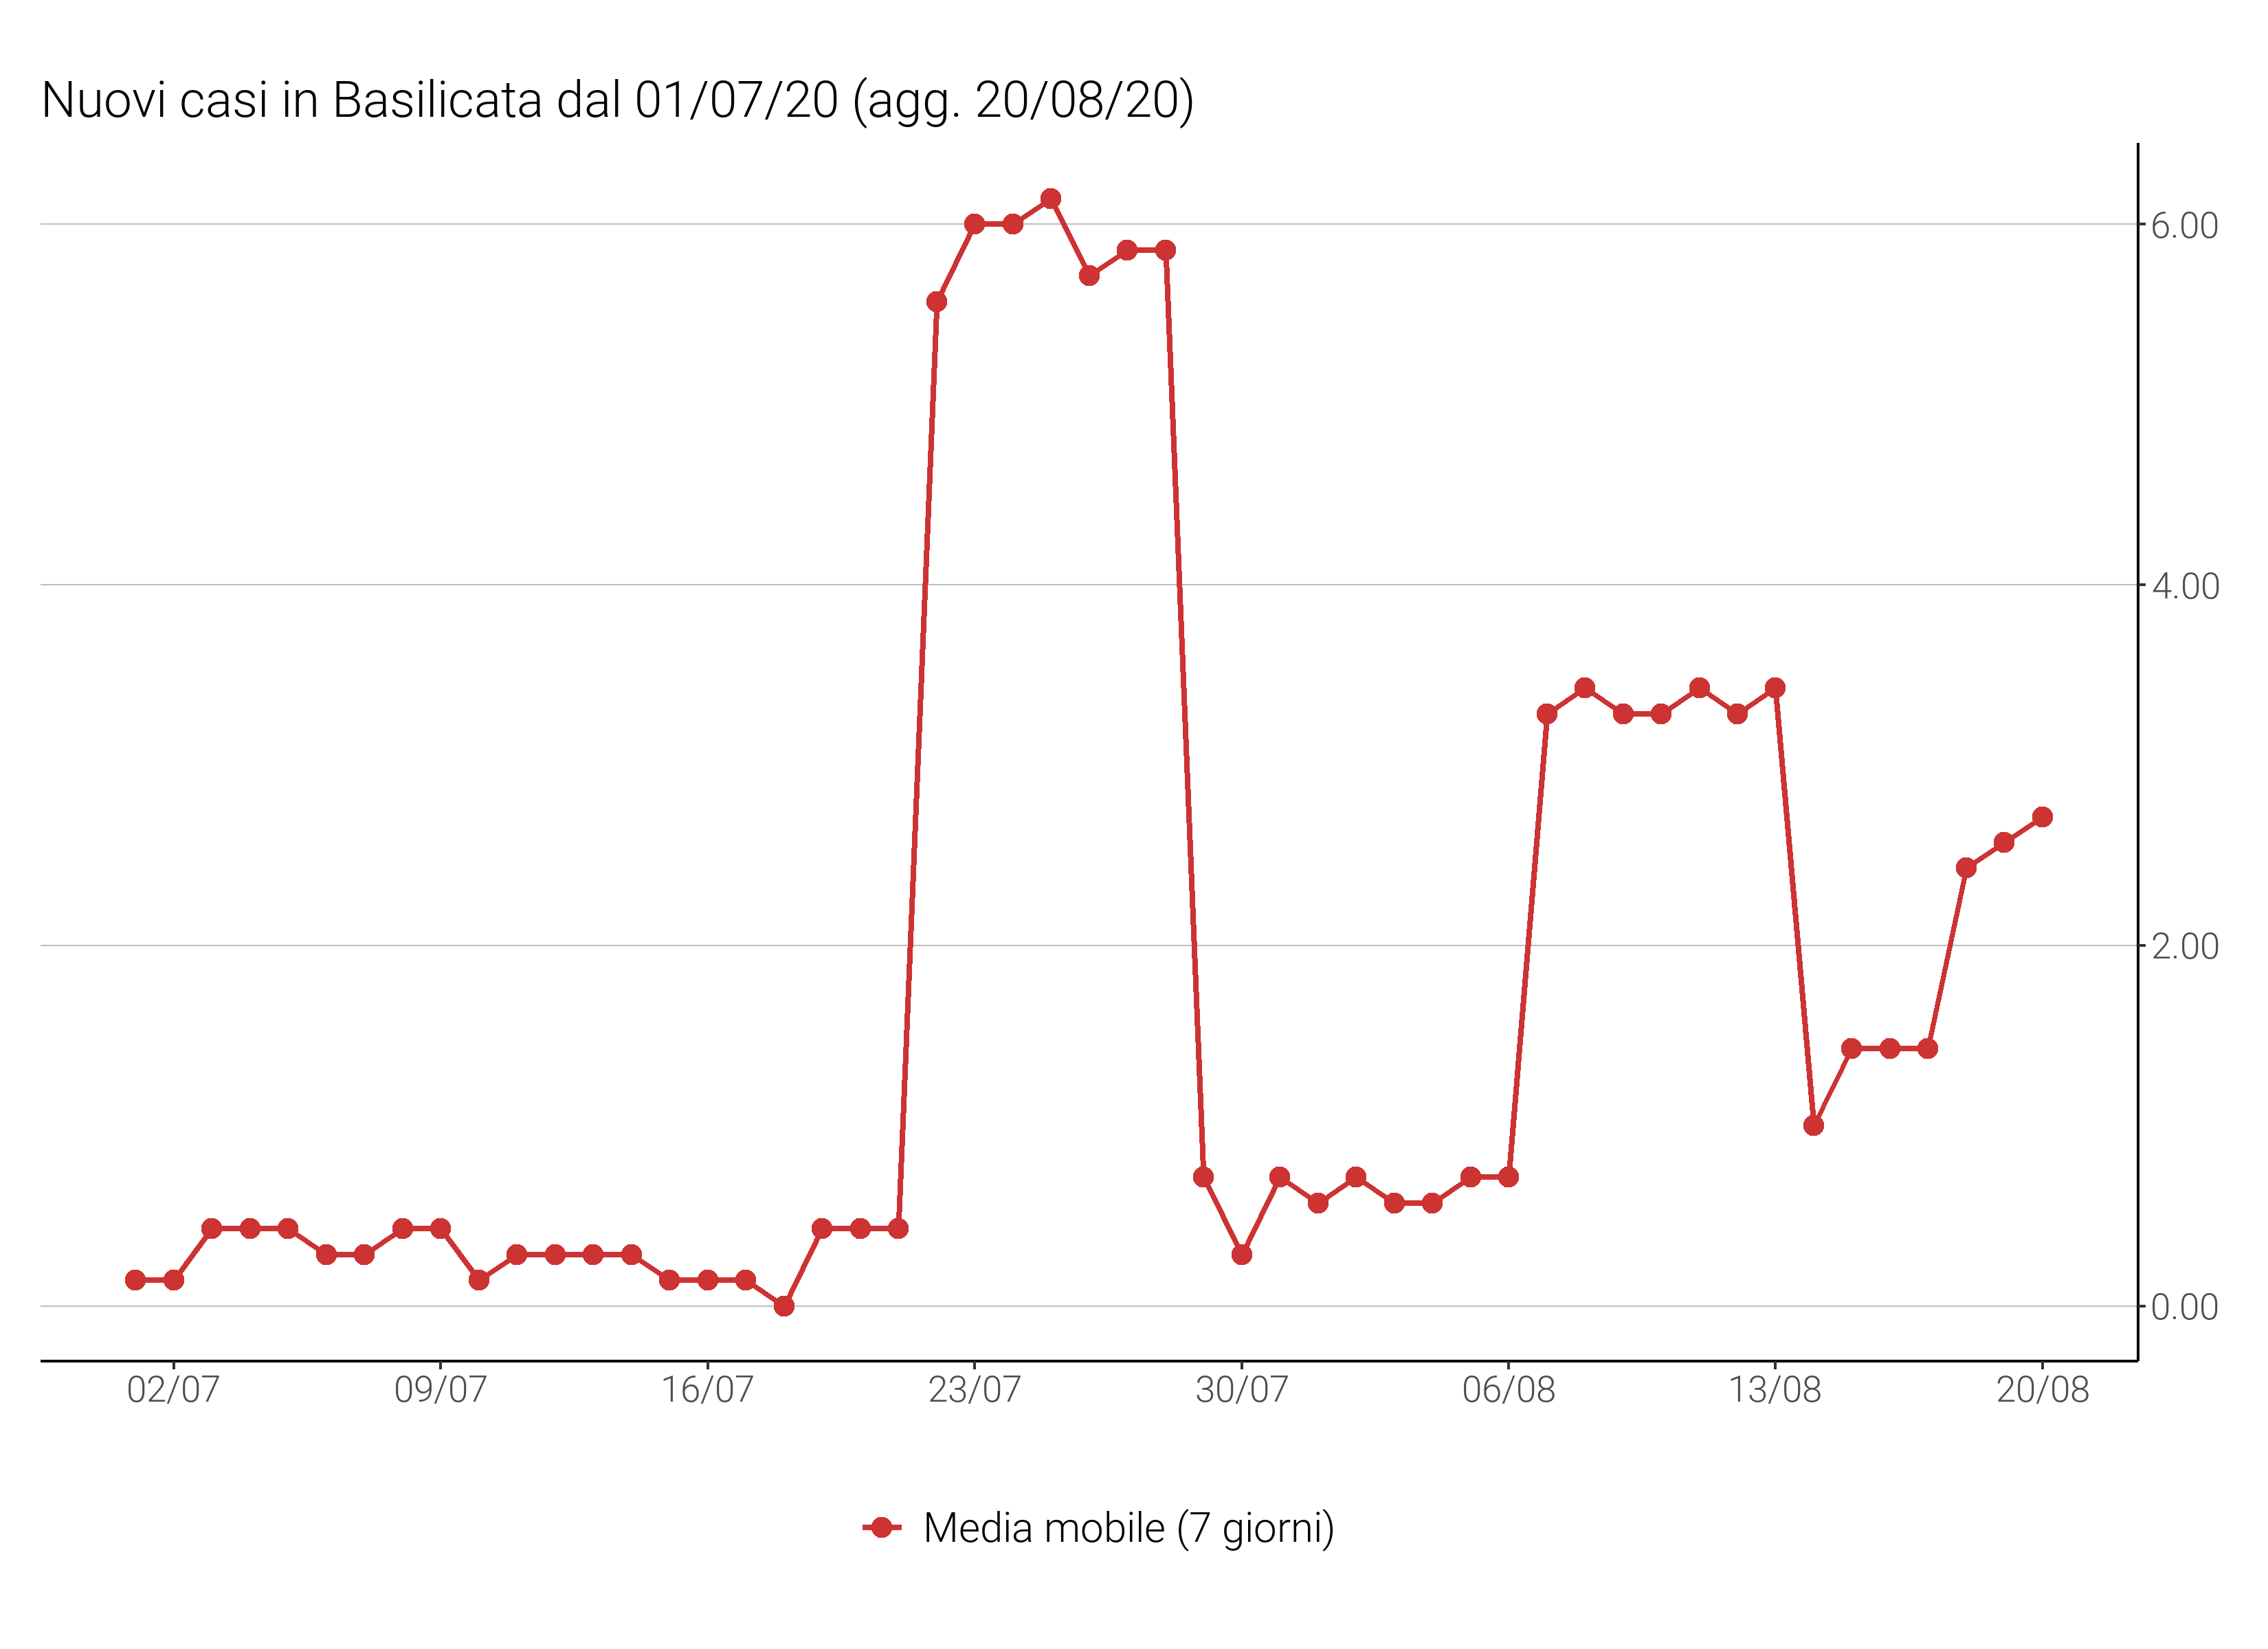 Nuovi casi in Basilicata dal 01/07/20 (agg. 20/08/20)
6.00
4.00
2.00
0.00
02/07 09/07 16/07 23/07 30/07 06/08 13/08 20/08
Media mobile (7 giorni)